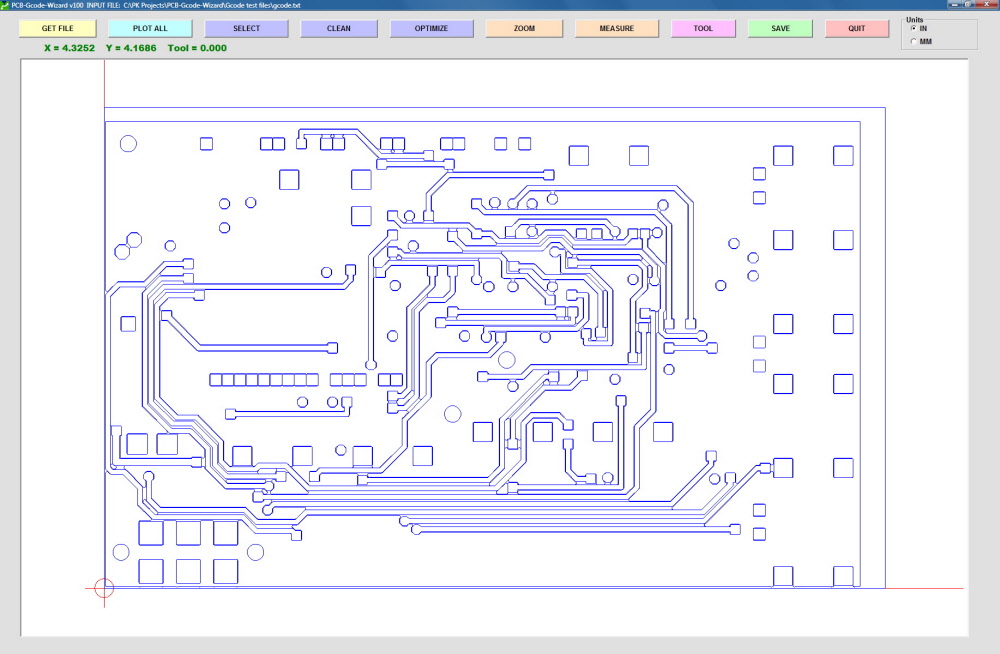 PCB-Gcode-Wizard v100 INPUT FILE: C:\PK Projects\PCB-Gcode-Wizard\Gcode test files\gcode.txt
GET FILE PLOT ALL SELECT CLEAN OPTIMIZE ZOOM MEASURE TOOL SAVE QUIT
Units
IN
MM
X = 4.3252 Y = 4.1686 Tool = 0.000